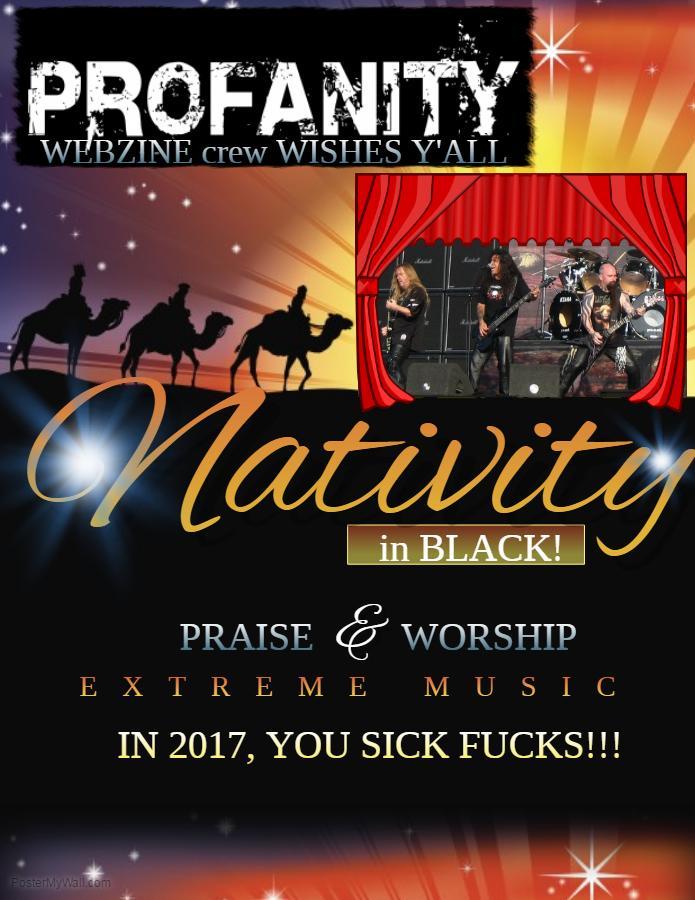 PROFANITY
WEBZINE crew WISHES Y'ALL
Nativity
in BLACK!
PRAISE & WORSHIP
EXTREME MUSIC
IN 2017, YOU SICK FUCKS!!!
PosterMyWall.com